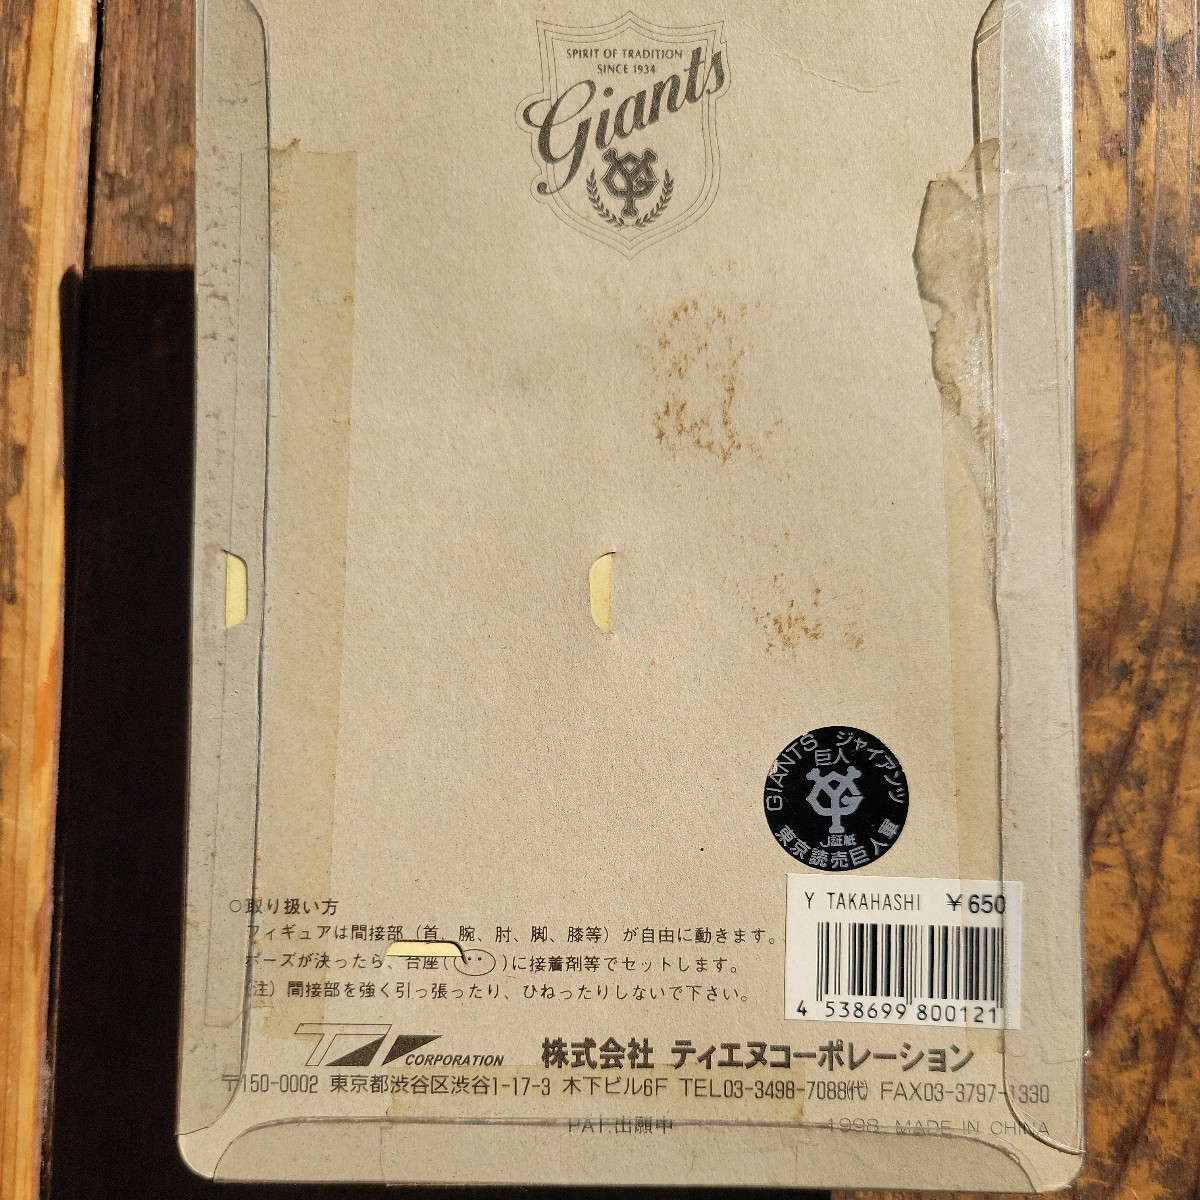 SPIRIT OF TRADITION
SINCE 1934
Giants
YG
GIANTS ジャイアンツ
巨人
YG
J証紙
東京読売巨人軍
Y TAKAHASHI ¥650
4 538699 800121
○取り扱い方
フィギュアは間接部(首、腕、肘、脚、膝等)が自由に動きます。
ポーズが決ったら、台座( )に接着剤等でセットします。
(注)間接部を強く引っ張ったり、ひねったりしないで下さい。
CORPORATION 株式会社 ティエヌコーポレーション
〒150-0002 東京都渋谷区渋谷1-17-3 木下ビル6F TEL03-3498-7088㈹ FAX03-3797-1330
PAT.出願中 1998 MADE IN CHINA